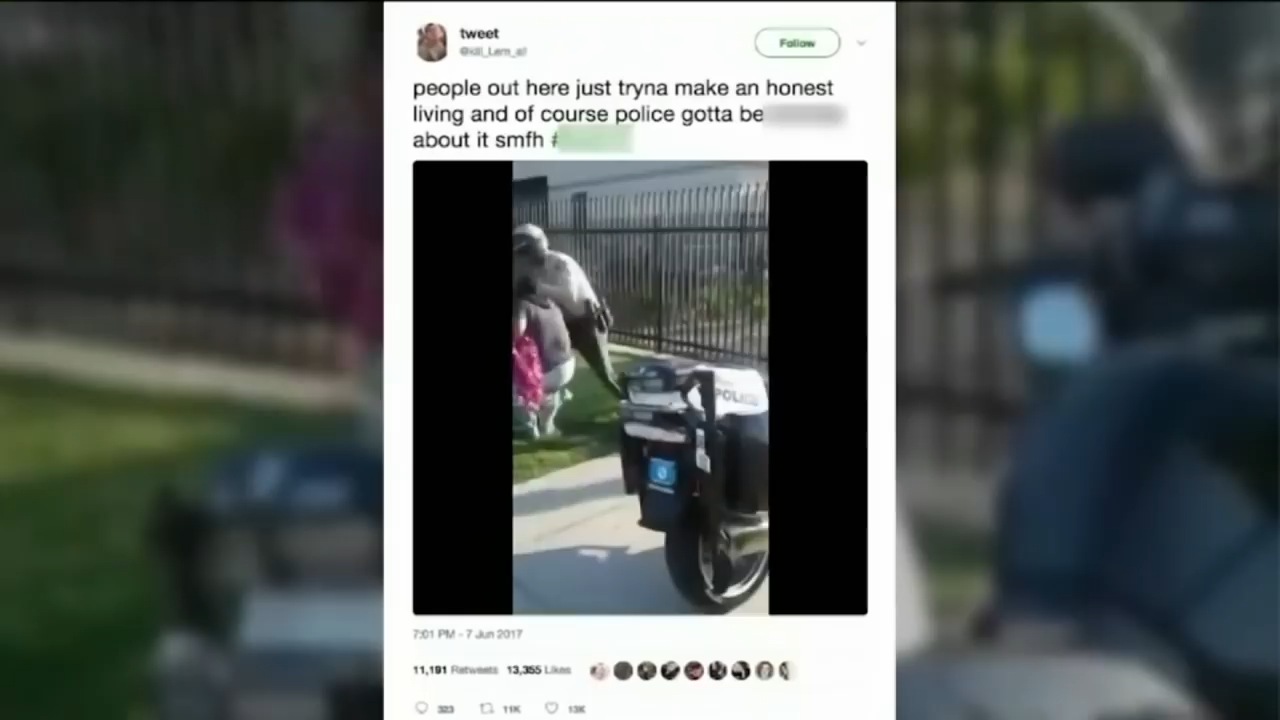 tweet
Follow
people out here just tryna make an honest
living and of course police gotta be
about it smfh #
POLICE
7:01 PM - 7 Jun 2017
11,191 Retweets 13,355 Likes
323 11K 13K